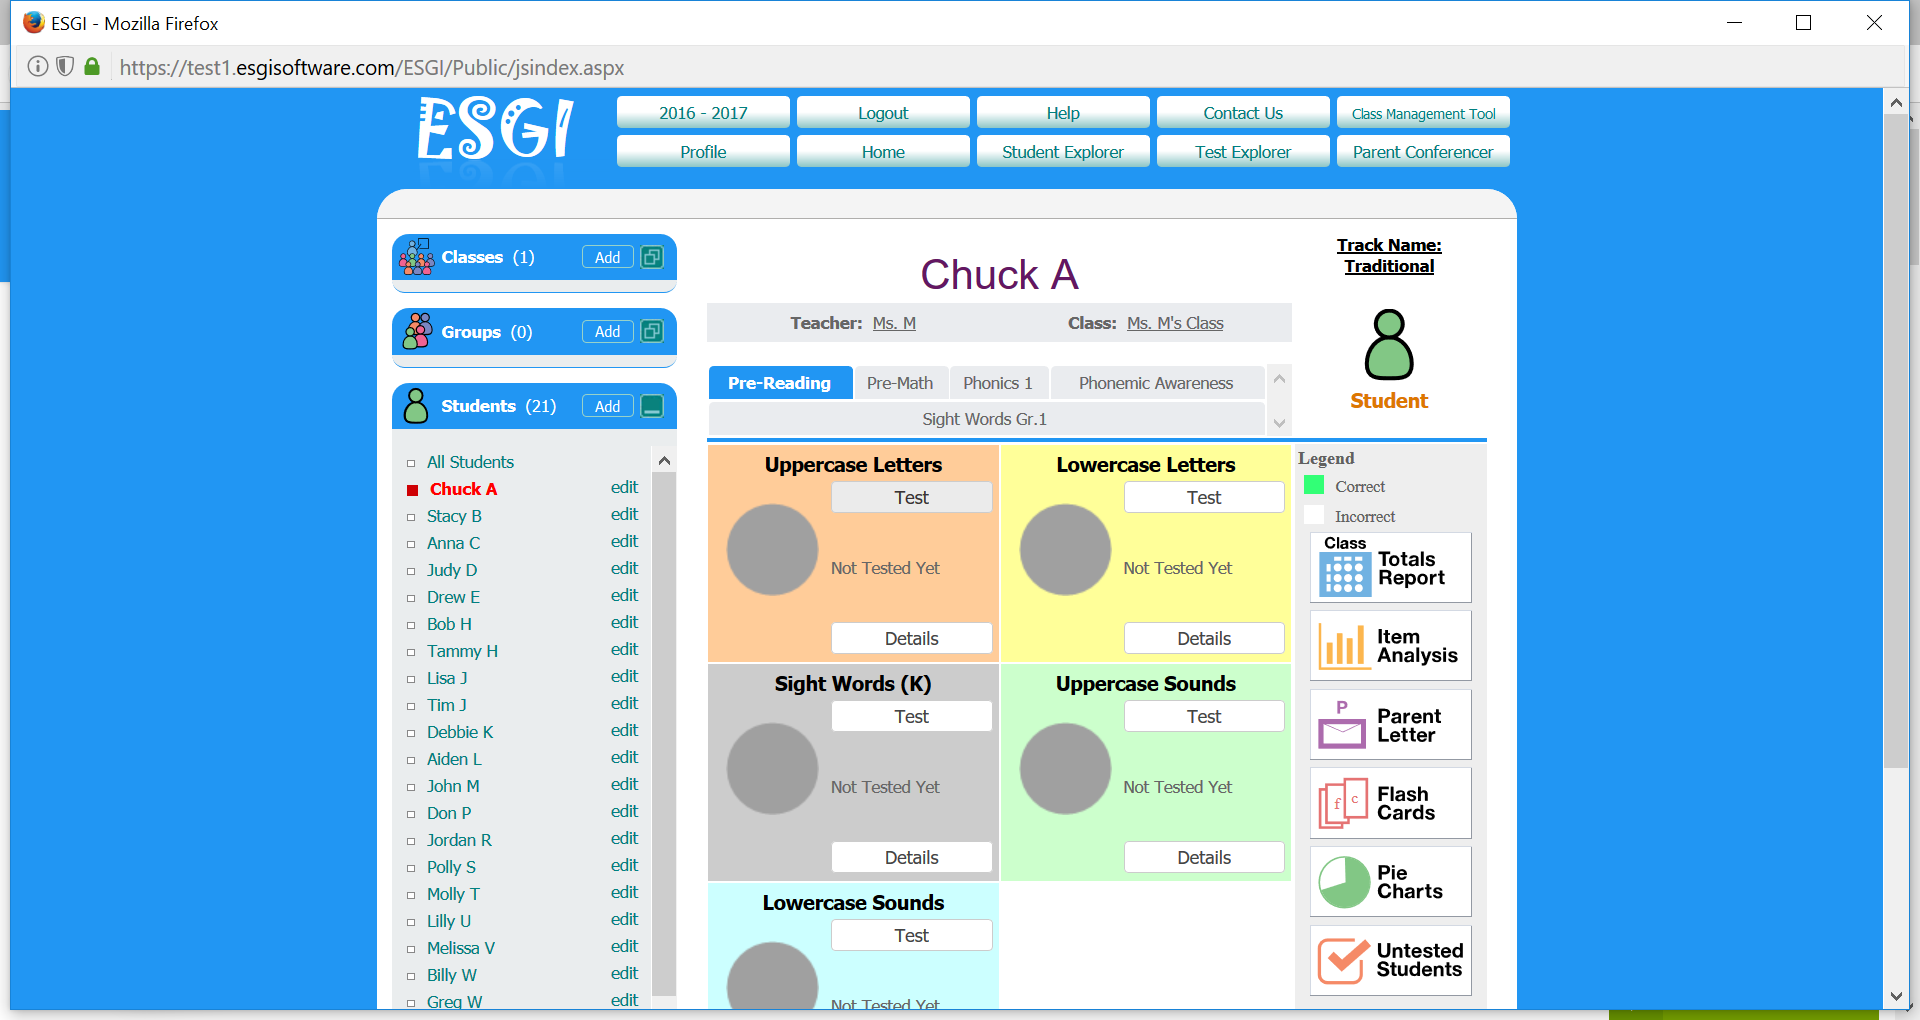 ESGI - Mozilla Firefox
https://test1.esgisoftware.com/ESGI/Public/jsindex.aspx
ESGI
2016 - 2017
Logout
Help
Contact Us
Class Management Tool
Profile
Home
Student Explorer
Test Explorer
Parent Conferencer
Classes (1)
Add
Groups (0)
Add
Students (21)
Add
All Students
Chuck A edit
Stacy B edit
Anna C edit
Judy D edit
Drew E edit
Bob H edit
Tammy H edit
Lisa J edit
Tim J edit
Debbie K edit
Aiden L edit
John M edit
Don P edit
Jordan R edit
Polly S edit
Molly T edit
Lilly U edit
Melissa V edit
Billy W edit
Greg W edit
Chuck A
Teacher: Ms. M
Class: Ms. M's Class
Track Name:
Traditional
Student
Pre-Reading
Pre-Math
Phonics 1
Phonemic Awareness
Sight Words Gr.1
Uppercase Letters
Test
Not Tested Yet
Details
Lowercase Letters
Test
Not Tested Yet
Details
Sight Words (K)
Test
Not Tested Yet
Details
Uppercase Sounds
Test
Not Tested Yet
Details
Lowercase Sounds
Test
Not Tested Yet
Legend
Correct
Incorrect
Class
Totals
Report
Item
Analysis
P
Parent
Letter
f c
Flash
Cards
Pie
Charts
Untested
Students